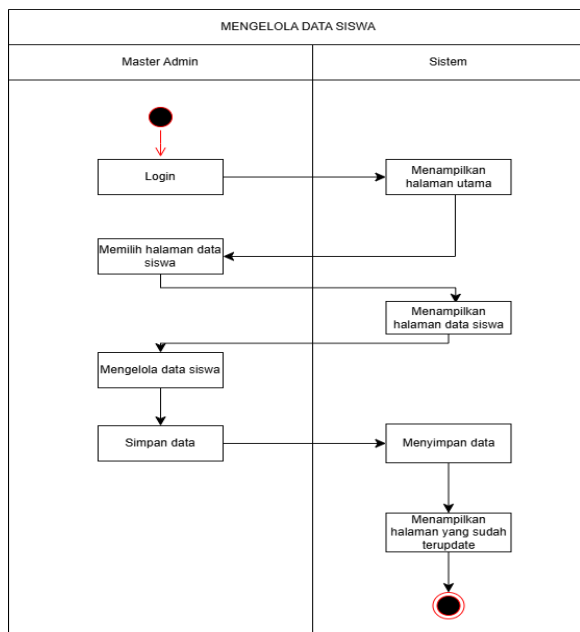 MENGELOLA DATA SISWA
Master Admin
Sistem
Login
Menampilkan
halaman utama
Memilih halaman data
siswa
Menampilkan
halaman data siswa
Mengelola data siswa
Simpan data
Menyimpan data
Menampilkan
halaman yang sudah
terupdate